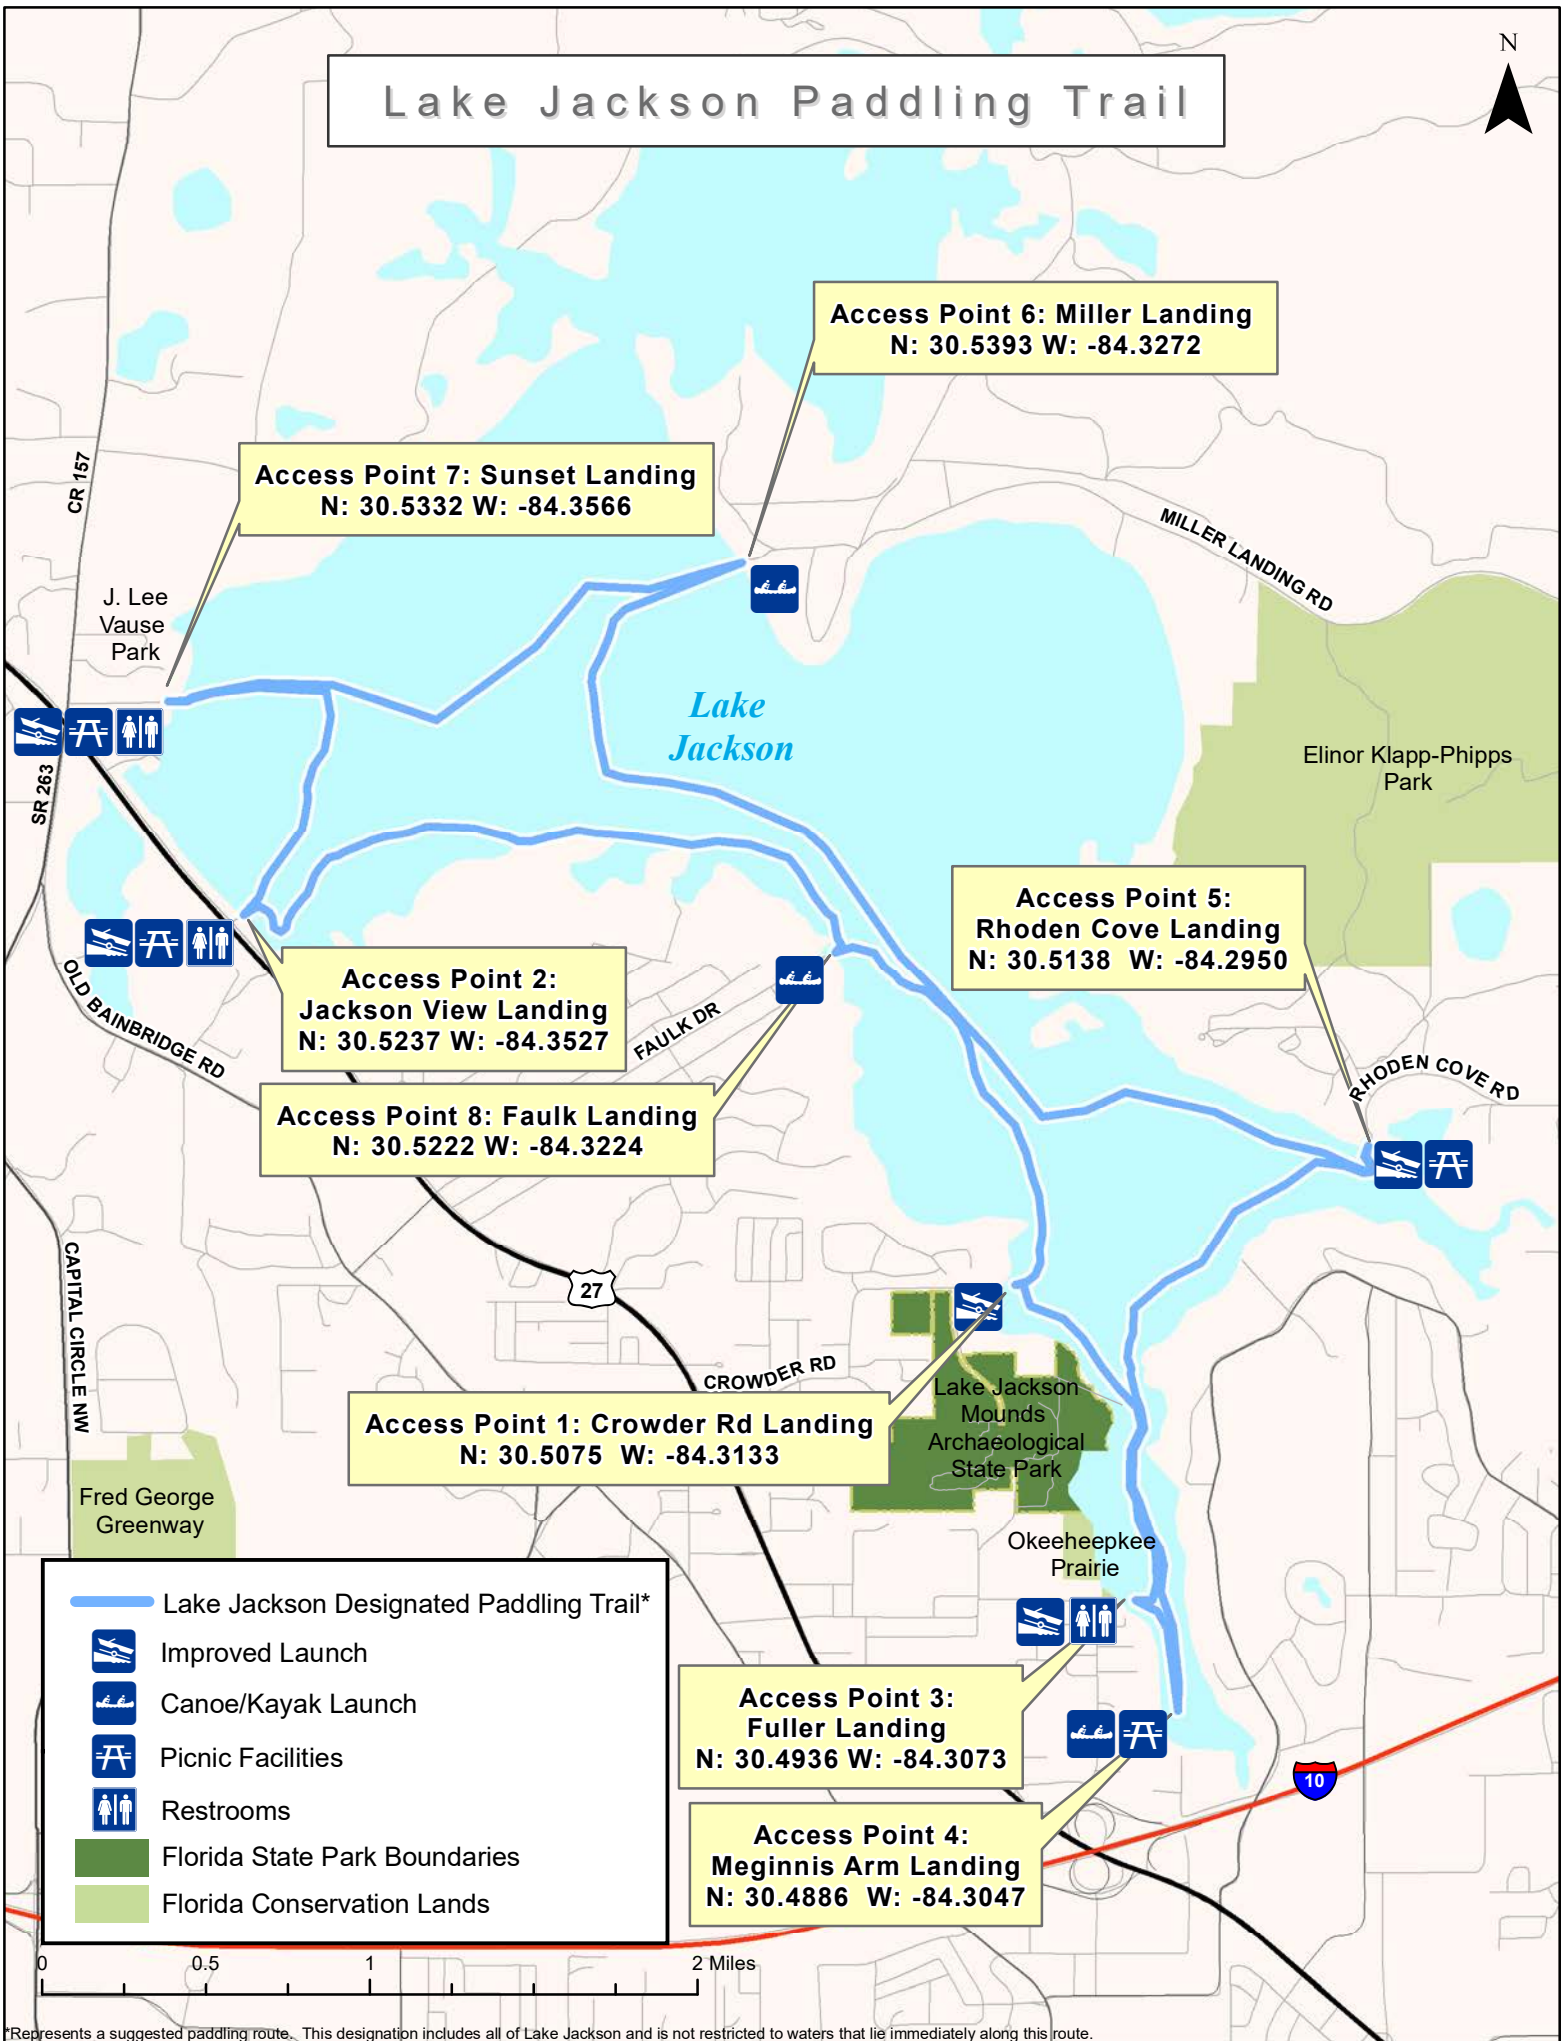 Lake Jackson Paddling Trail
N
Access Point 6: Miller Landing
N: 30.5393 W: -84.3272
Access Point 7: Sunset Landing
N: 30.5332 W: -84.3566
CR 157
MILLER LANDING RD
J. Lee
Vause
Park
Lake
Jackson
Elinor Klapp-Phipps
Park
SR 263
Access Point 5:
Rhoden Cove Landing
N: 30.5138 W: -84.2950
Access Point 2:
Jackson View Landing
N: 30.5237 W: -84.3527
OLD BAINBRIDGE RD
FAULK DR
RHODEN COVE RD
Access Point 8: Faulk Landing
N: 30.5222 W: -84.3224
CAPITAL CIRCLE NW
27
CROWDER RD
Access Point 1: Crowder Rd Landing
N: 30.5075 W: -84.3133
Lake Jackson
Mounds
Archaeological
State Park
Fred George
Greenway
Okeeheepkee
Prairie
Lake Jackson Designated Paddling Trail*
Improved Launch
Canoe/Kayak Launch
Picnic Facilities
Restrooms
Florida State Park Boundaries
Florida Conservation Lands
Access Point 3:
Fuller Landing
N: 30.4936 W: -84.3073
10
Access Point 4:
Meginnis Arm Landing
N: 30.4886 W: -84.3047
0 0.5 1 2 Miles
*Represents a suggested paddling route. This designation includes all of Lake Jackson and is not restricted to waters that lie immediately along this route.